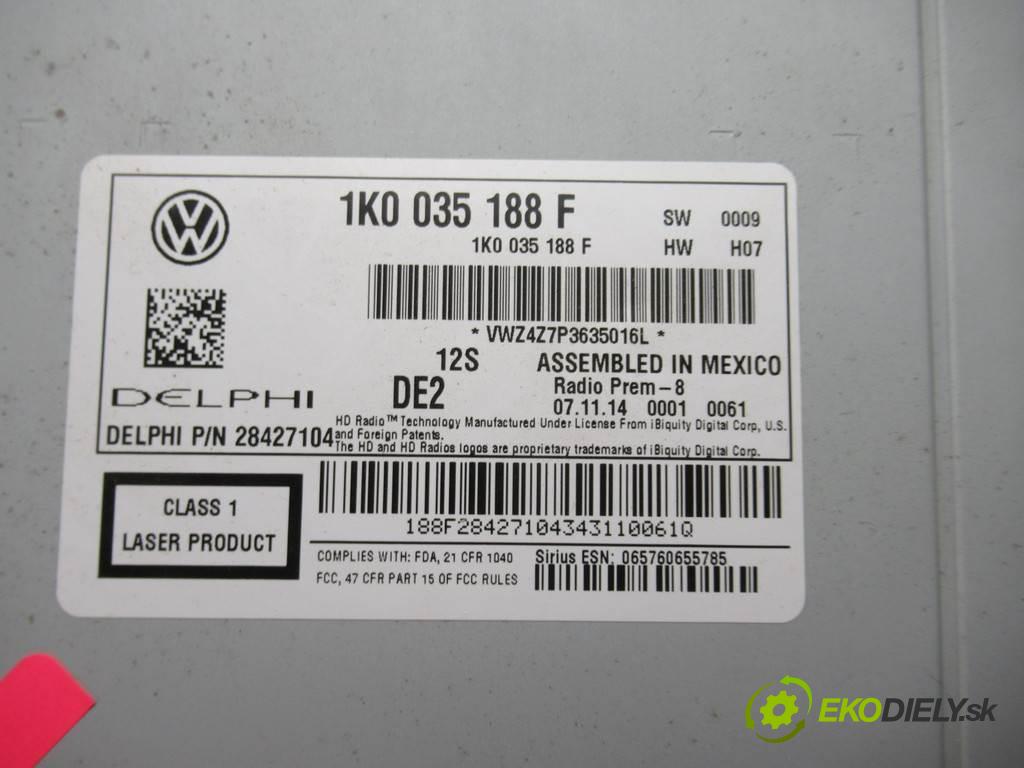 1K0 035 188 F SW 0009
1K0 035 188 F HW H07
* VWZ4Z7P3635016L *
12S ASSEMBLED IN MEXICO
DE2 Radio Prem-8
07.11.14 0001 0061
DELPHI
DELPHI P/N 28427104
HD Radio™ Technology Manufactured Under License From iBiquity Digital Corp, U.S.
and Foreign Patents.
The HD and HD Radios logos are proprietary trademarks of iBiquity Digital Corp.
CLASS 1
LASER PRODUCT
188F28427104343110061Q
COMPLIES WITH: FDA, 21 CFR 1040
FCC, 47 CFR PART 15 OF FCC RULES
Sirius ESN: 065760655785
EKODIELY.sk